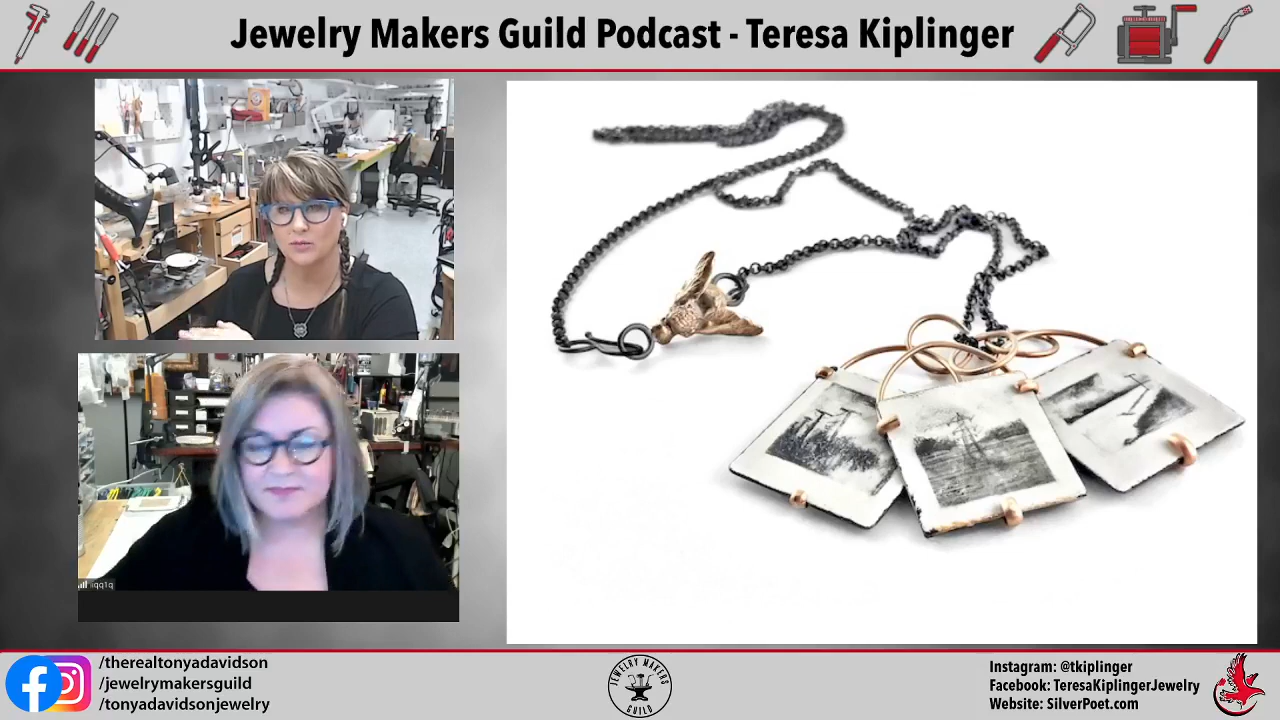 Jewelry Makers Guild Podcast - Teresa Kiplinger
/therealtonyadavidson
/jewelrymakersguild
/tonyadavidsonjewelry
JEWELRY MAKERS
GUILD
Instagram: @tkiplinger
Facebook: TeresaKiplingerJewelry
Website: SilverPoet.com